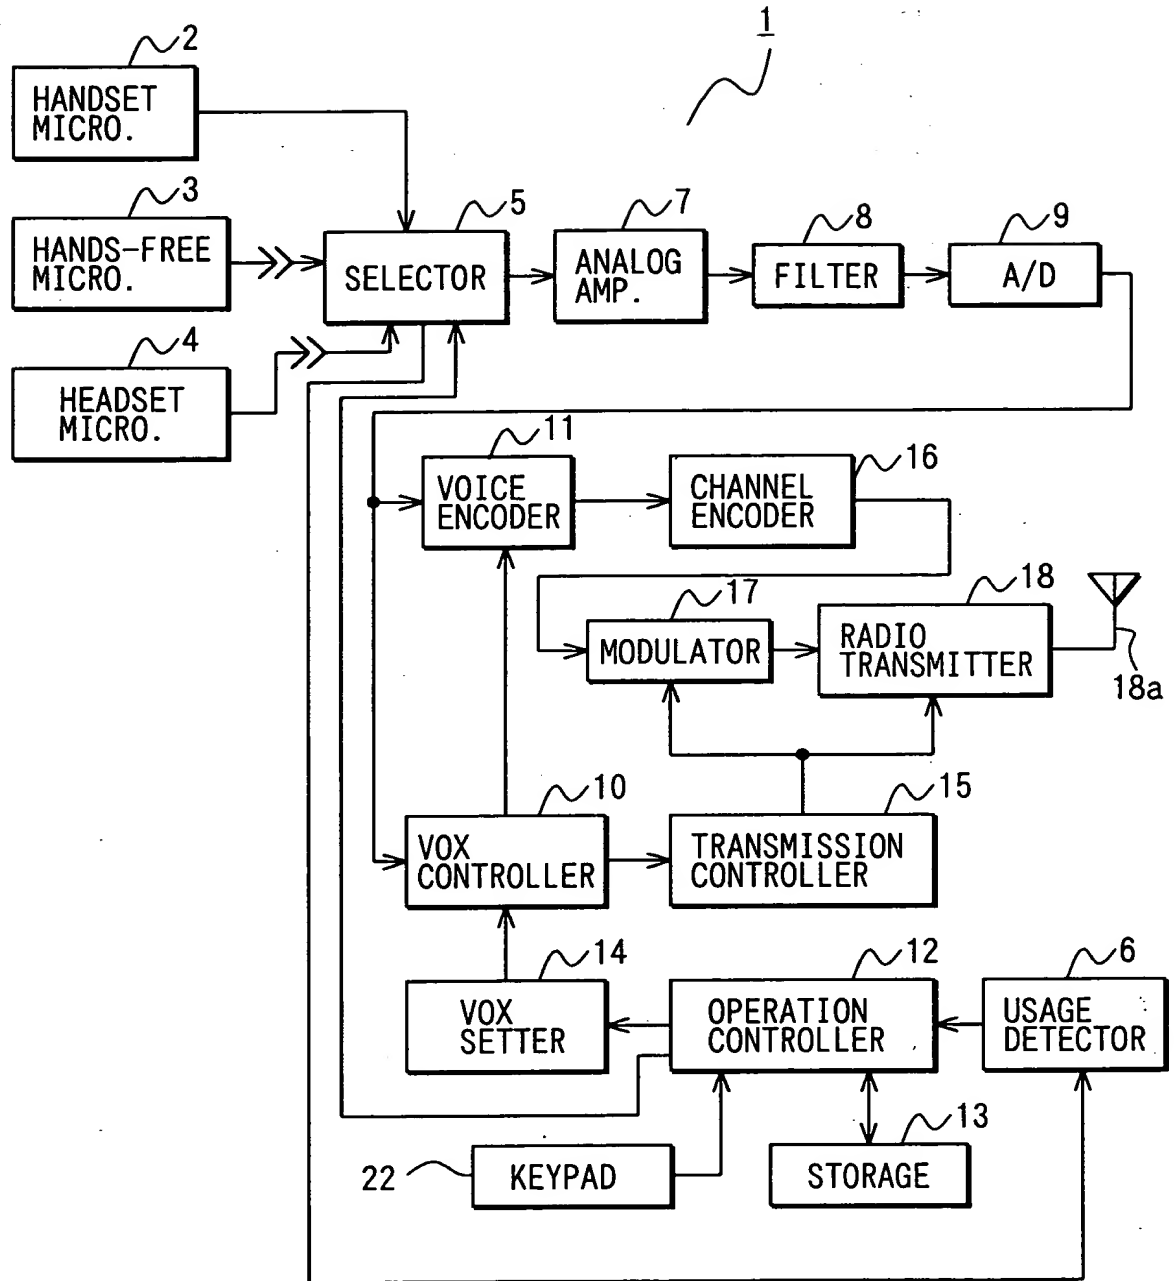 1
2
HANDSET
MICRO.
3
HANDS-FREE
MICRO.
4
HEADSET
MICRO.
5
SELECTOR
7
ANALOG
AMP.
8
FILTER
9
A/D
11
VOICE
ENCODER
16
CHANNEL
ENCODER
17
MODULATOR
18
RADIO
TRANSMITTER
18a
10
VOX
CONTROLLER
15
TRANSMISSION
CONTROLLER
14
VOX
SETTER
12
OPERATION
CONTROLLER
6
USAGE
DETECTOR
22
KEYPAD
13
STORAGE